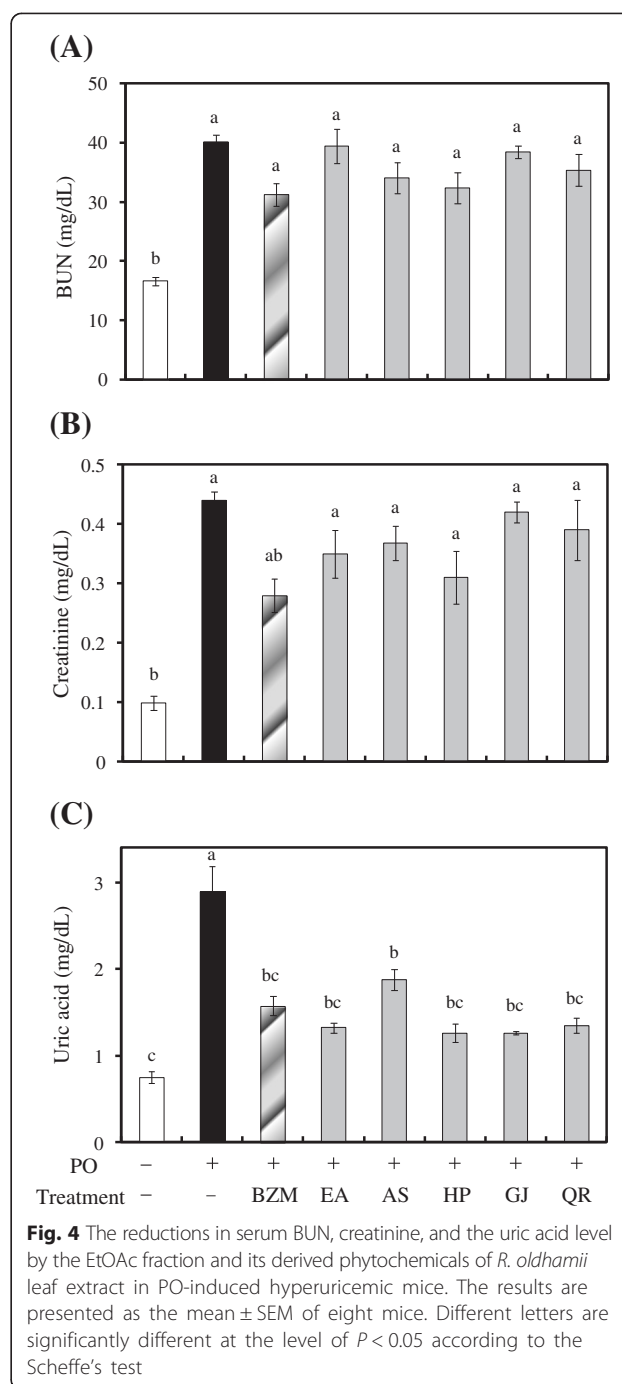 (A)
50
40
30
20
10
0
BUN (mg/dL)
b a a a a a a a
(B)
0.5
0.4
0.3
0.2
0.1
0
Creatinine (mg/dL)
b a ab a a a a a
(C)
3
2
1
0
Uric acid (mg/dL)
c a bc bc b bc bc bc
PO – + + + + + + +
Treatment – – BZM EA AS HP GJ QR
Fig. 4 The reductions in serum BUN, creatinine, and the uric acid level
by the EtOAc fraction and its derived phytochemicals of R. oldhamii
leaf extract in PO-induced hyperuricemic mice. The results are
presented as the mean ± SEM of eight mice. Different letters are
significantly different at the level of P < 0.05 according to the
Scheffe's test